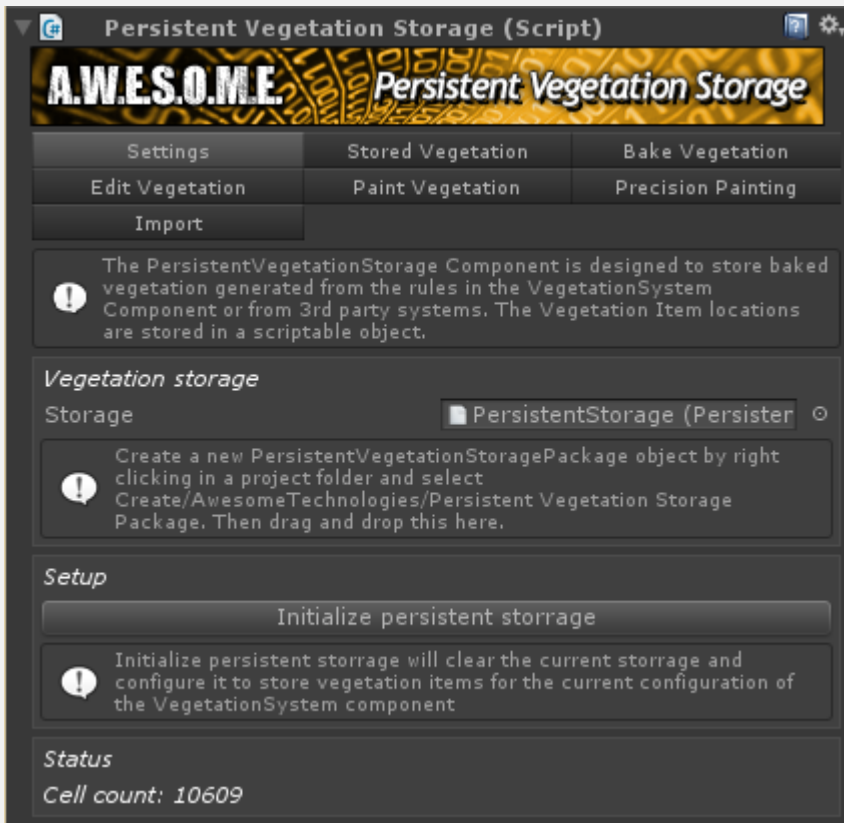 Persistent Vegetation Storage (Script)
A.W.E.S.O.M.E. Persistent Vegetation Storage
Settings Stored Vegetation Bake Vegetation
Edit Vegetation Paint Vegetation Precision Painting
Import
The PersistentVegetationStorage Component is designed to store baked
vegetation generated from the rules in the VegetationSystem
Component or from 3rd party systems. The Vegetation Item locations
are stored in a scriptable object.
Vegetation storage
Storage PersistentStorage (Persister
Create a new PersistentVegetationStoragePackage object by right
clicking in a project folder and select
Create/AwesomeTechnologies/Persistent Vegetation Storage
Package. Then drag and drop this here.
Setup
Initialize persistent storrage
Initialize persistent storrage will clear the current storrage and
configure it to store vegetation items for the current configuration of
the VegetationSystem component
Status
Cell count: 10609